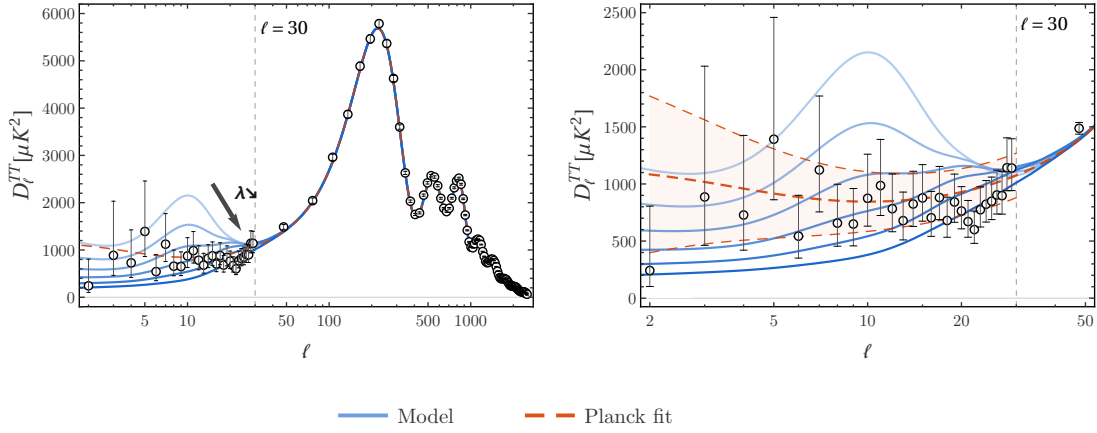 ℓ = 30
λ↘
D_ℓ^{TT} [μK²]
6000
5000
4000
3000
2000
1000
0
5 10 50 100 500 1000
ℓ
ℓ = 30
D_ℓ^{TT} [μK²]
2500
2000
1500
1000
500
0
2 5 10 20 50
ℓ
Model Planck fit